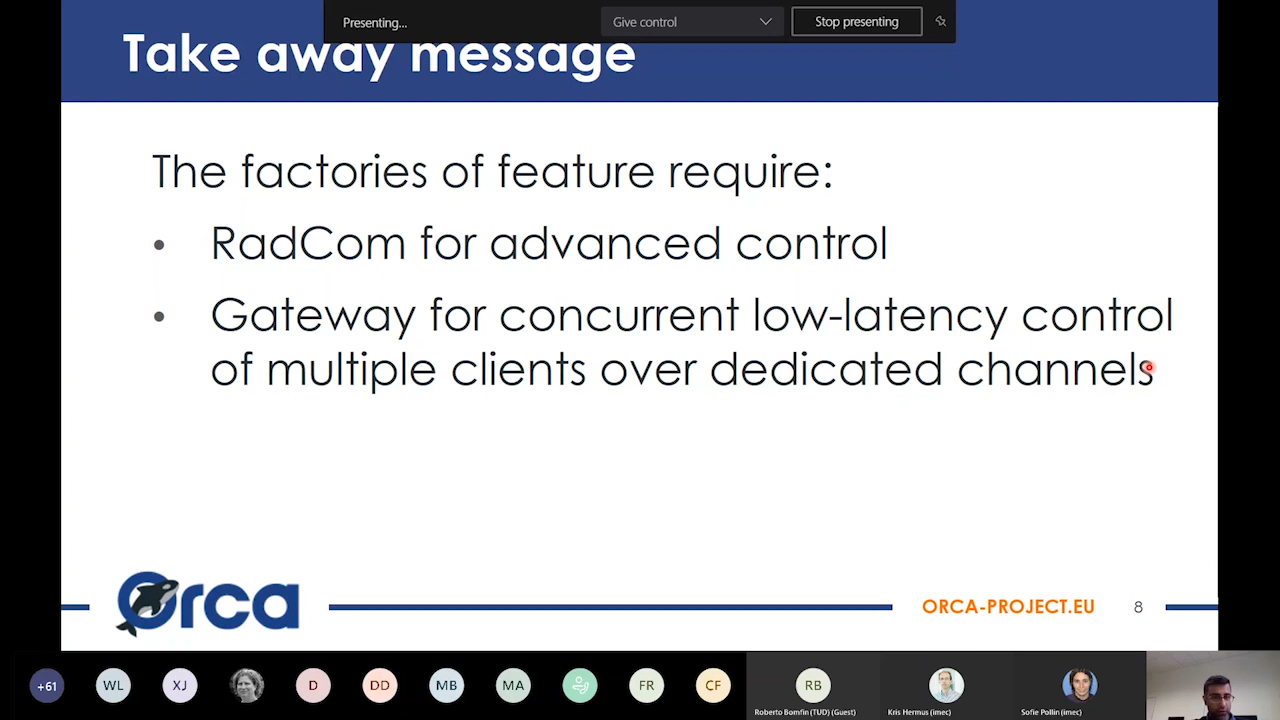 Presenting...
Give control
Stop presenting
Take away message
The factories of feature require:
• RadCom for advanced control
• Gateway for concurrent low-latency control
of multiple clients over dedicated channels
Orca
ORCA-PROJECT.EU
8
+61
WL
XJ
D
DD
MB
MA
FR
CF
RB
Roberto Bomfin (TUD) (Guest)
Kris Hermus (imec)
Sofie Pollin (imec)